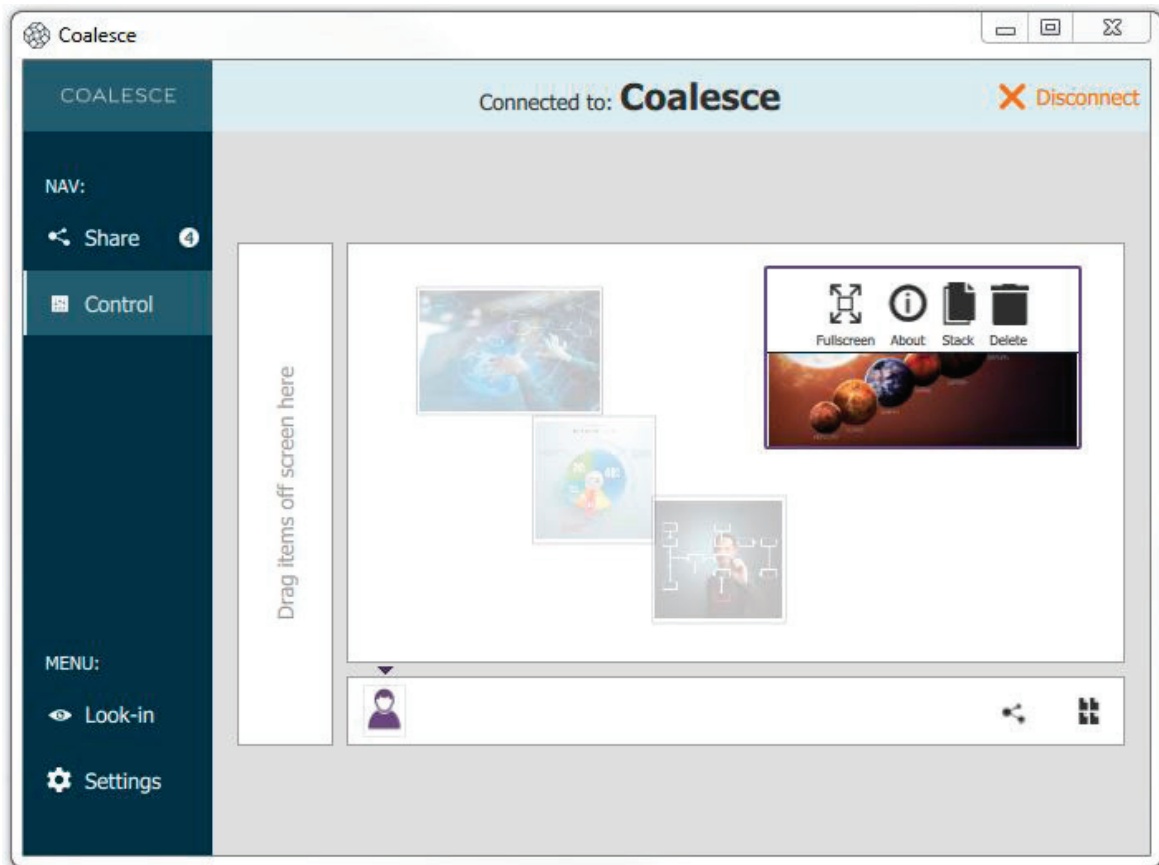 Coalesce
COALESCE
Connected to: Coalesce
Disconnect
NAV:
Share 4
Control
Fullscreen About Stack Delete
Drag items off screen here
MENU:
Look-in
Settings